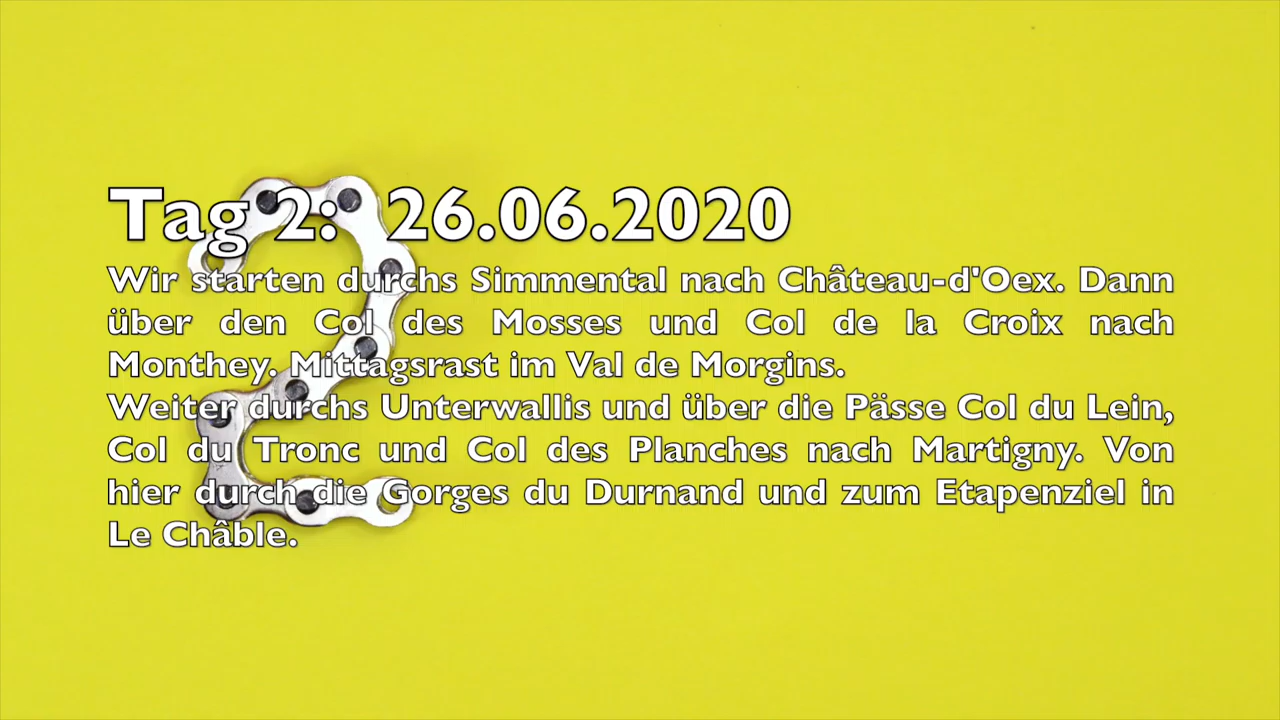 Tag 2: 26.06.2020
Wir starten durchs Simmental nach Château-d'Oex. Dann
über den Col des Mosses und Col de la Croix nach
Monthey. Mittagsrast im Val de Morgins.
Weiter durchs Unterwallis und über die Pässe Col du Lein,
Col du Tronc und Col des Planches nach Martigny. Von
hier durch die Gorges du Durnand und zum Etapenziel in
Le Châble.